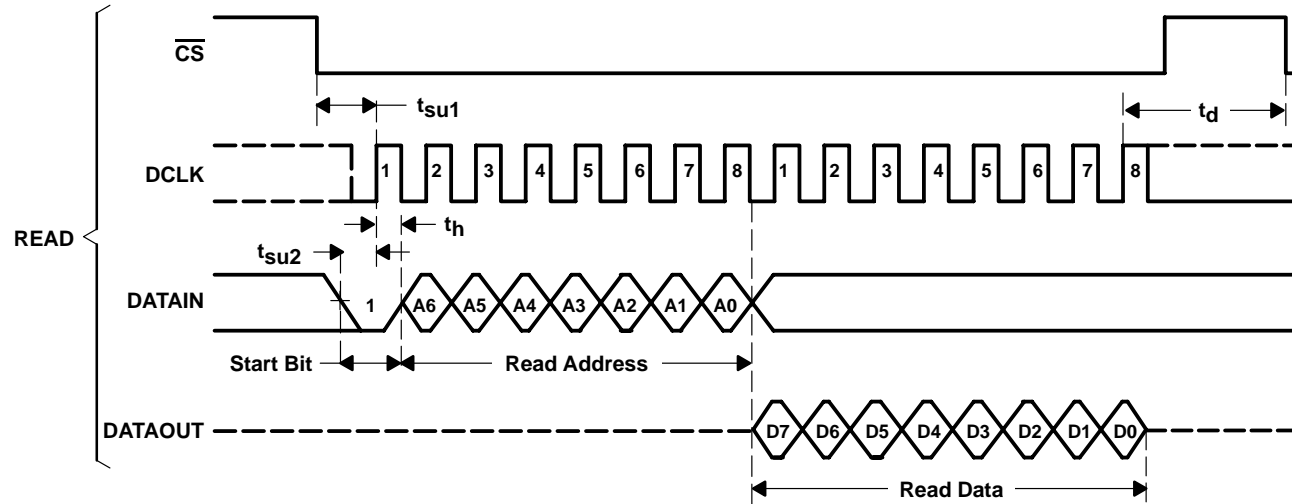 CS
t_su1
t_d
DCLK
1 2 3 4 5 6 7 8 1 2 3 4 5 6 7 8
READ
t_h
t_su2
DATAIN
1 A6 A5 A4 A3 A2 A1 A0
Start Bit
Read Address
DATAOUT
D7 D6 D5 D4 D3 D2 D1 D0
Read Data